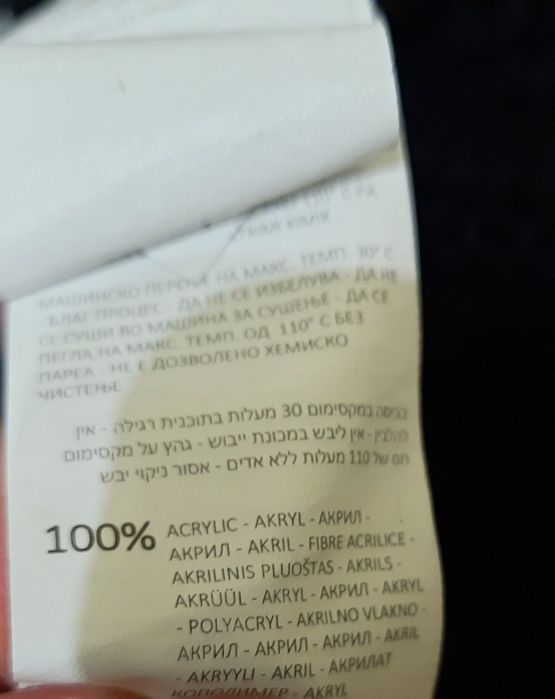 МАШИНСКО ПЕРЕЊЕ НА МАКС. ТЕМП. 30° C
- БЛАГ ПРОЦЕС - ДА НЕ СЕ ИЗБЕЛУВА - ДА НЕ
СЕ СУШИ ВО МАШИНА ЗА СУШЕЊЕ - ДА СЕ
ПЕГЛА НА МАКС. ТЕМП. ОД 110° C БЕЗ
ПАРЕА - НЕ Е ДОЗВОЛЕНО ХЕМИСКО
ЧИСТЕЊЕ
כביסה במקסימום 30 מעלות בתוכנית רגילה - אין
להלבין - אין לייבש במכונת ייבוש - גהץ על מקסימום
חם של 110 מעלות ללא אדים - אסור ניקוי יבש
100% ACRYLIC - AKRYL - АКРИЛ -
АКРИЛ - AKRIL - FIBRE ACRILICE -
AKRILINIS PLUOŠTAS - AKRILS -
AKRÜÜL - AKRYL - АКРИЛ - AKRYL
- POLYACRYL - AKRILNO VLAKNO -
АКРИЛ - АКРИЛ - АКРИЛ - AKRIL
- AKRYYLI - AKRIL - АКРИЛАТ
КОПОЛИМЕР - AKRYL